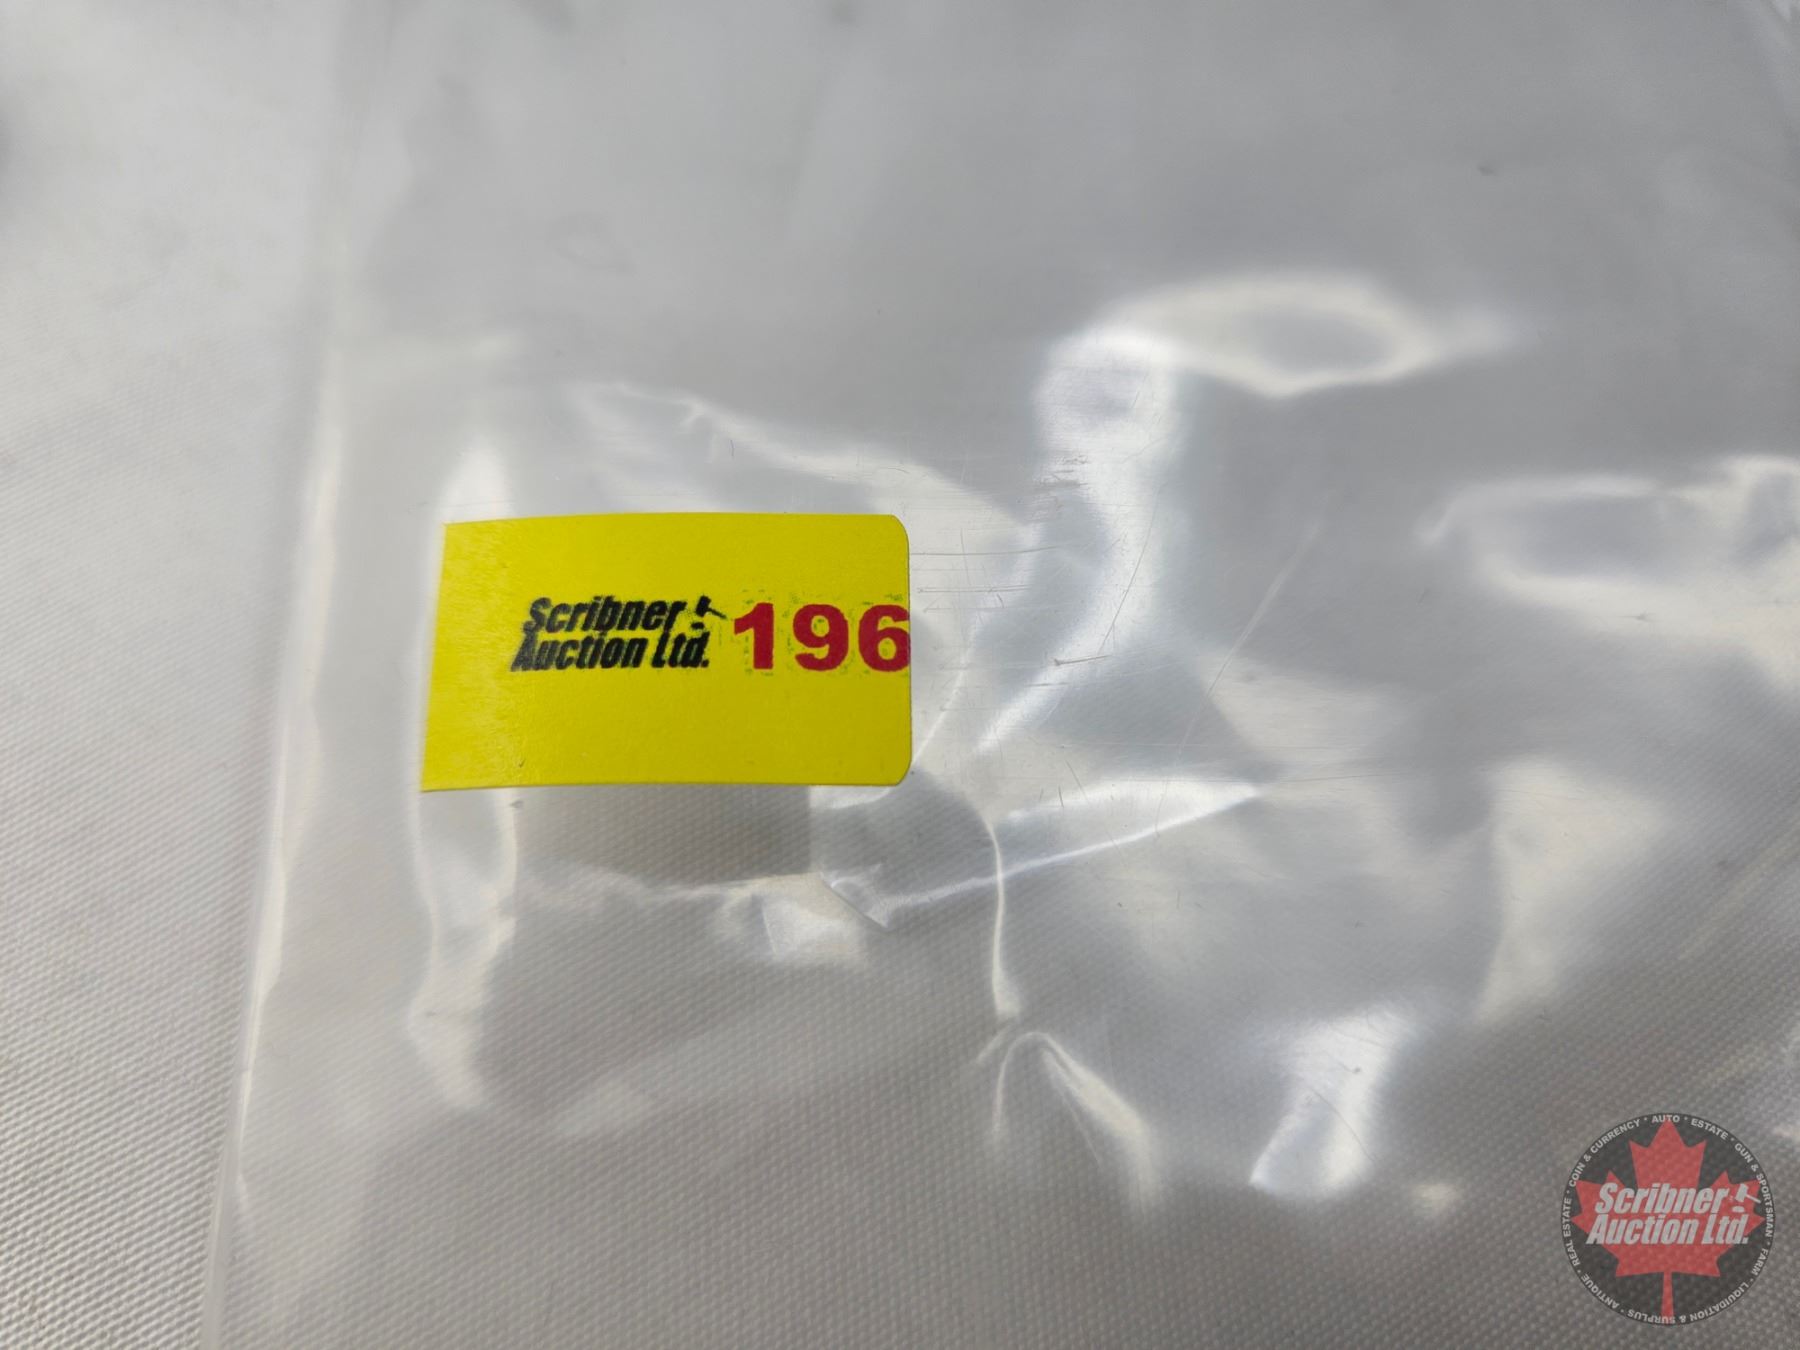 Scribner
Auction Ltd.
196
COIN & CURRENCY • AUTO • ESTATE • GUN & SPORTSMAN • FARM • LIQUIDATION & SURPLUS • ANTIQUE • REAL ESTATE •
Scribner
Auction Ltd.